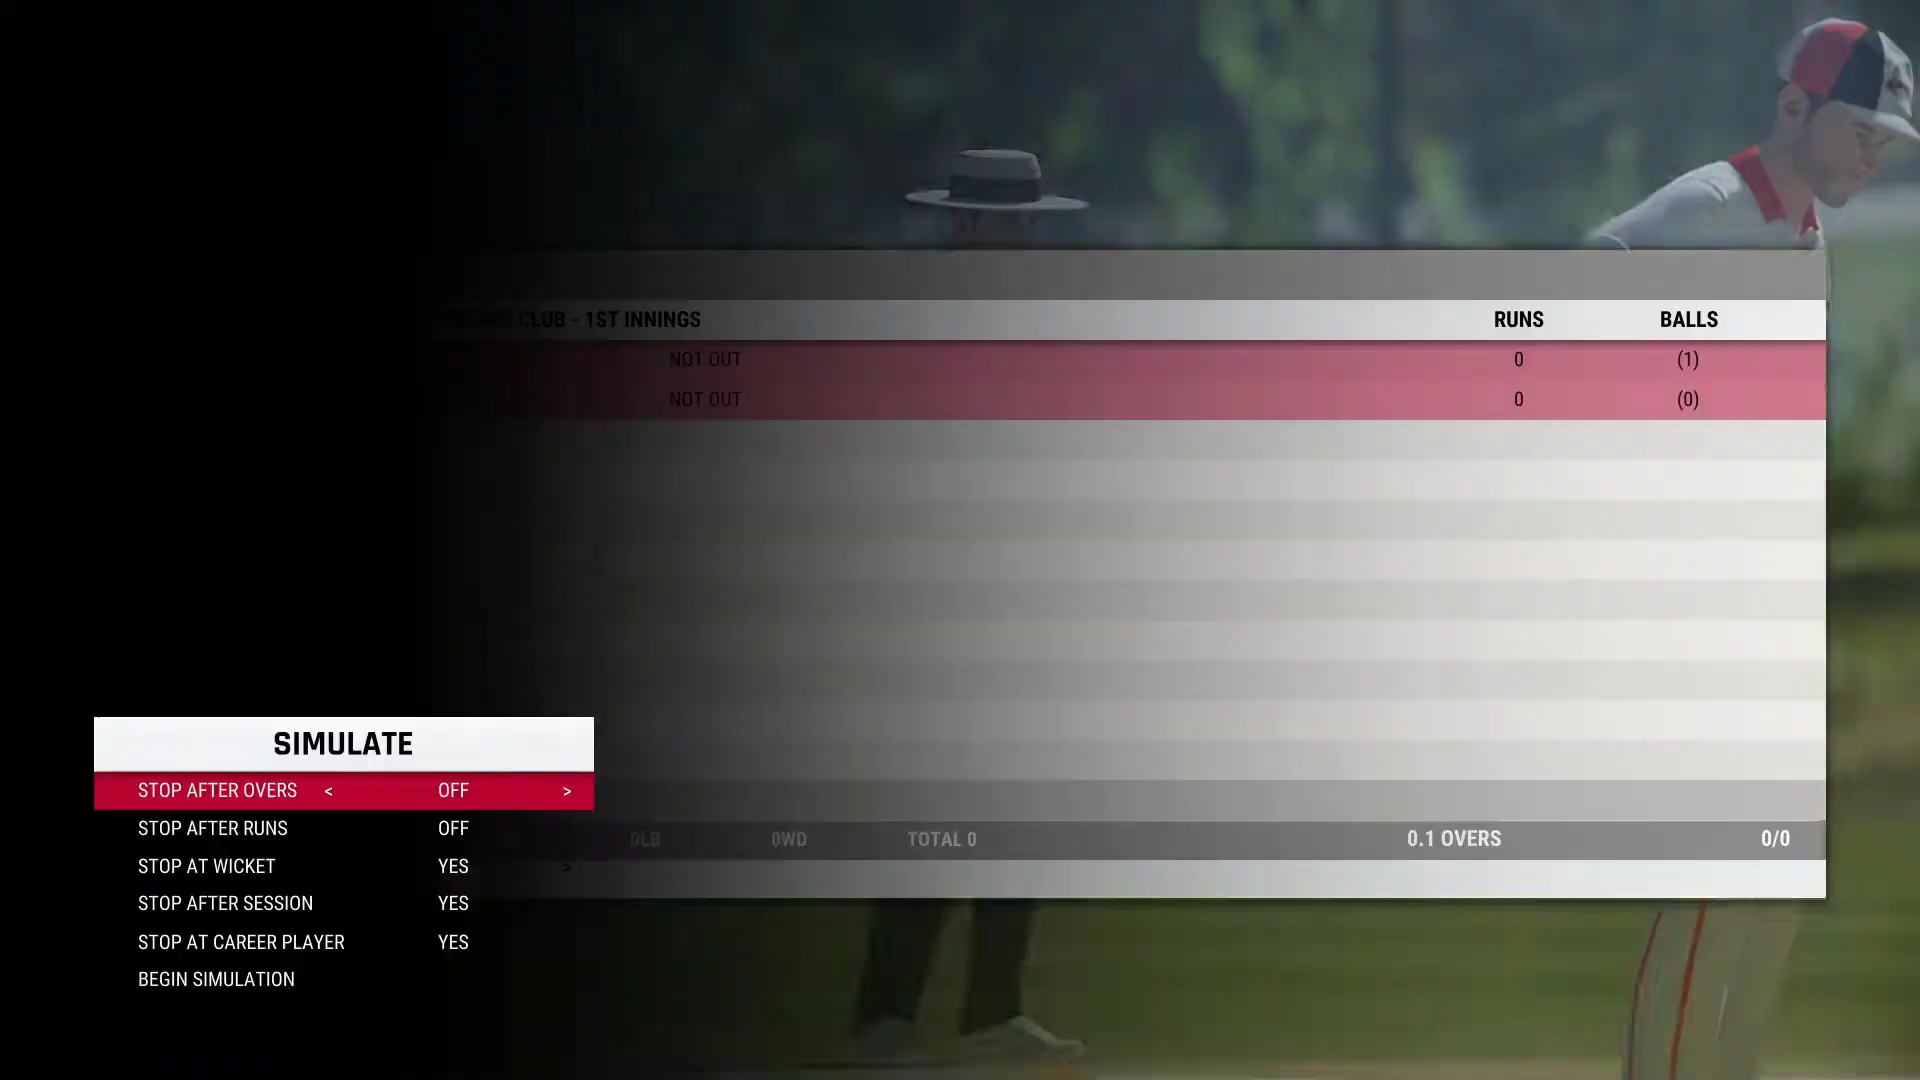 CLUB - 1ST INNINGS RUNS BALLS
NOT OUT 0 (1)
NOT OUT 0 (0)
0LB 0WD TOTAL 0 0.1 OVERS 0/0
SIMULATE
STOP AFTER OVERS < OFF >
STOP AFTER RUNS OFF
STOP AT WICKET YES >
STOP AFTER SESSION YES
STOP AT CAREER PLAYER YES
BEGIN SIMULATION